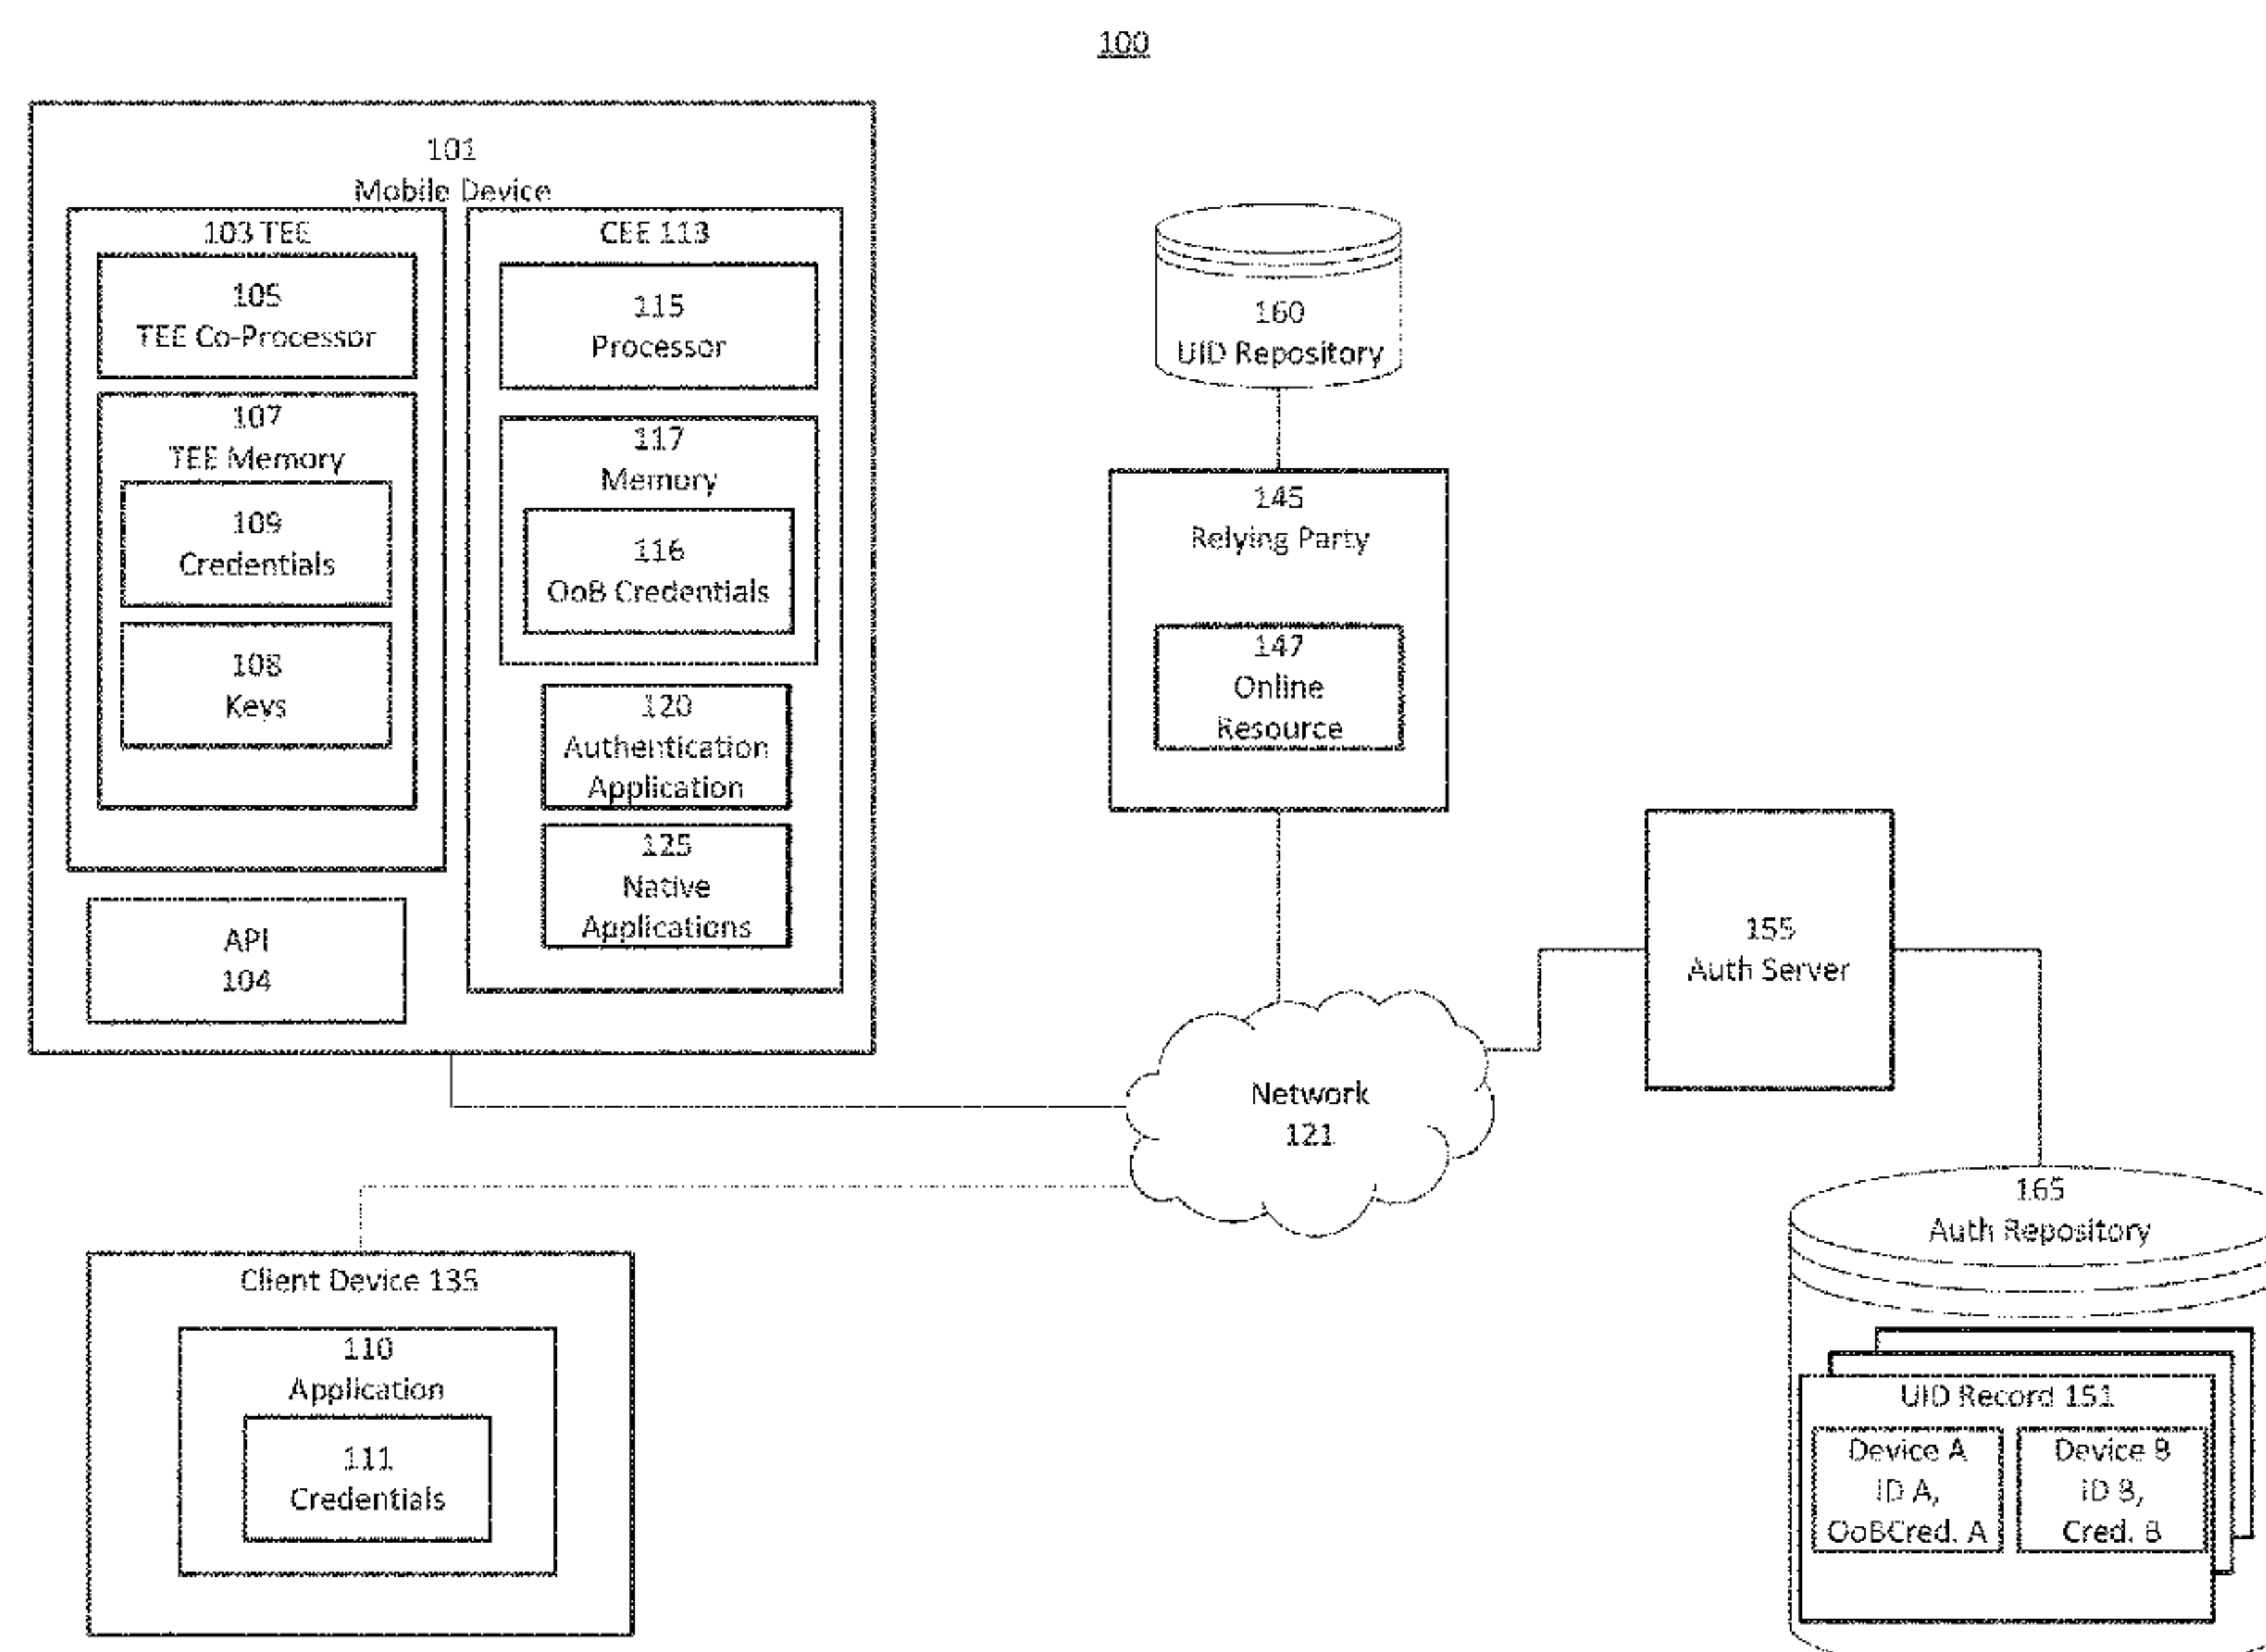 100
101
Mobile Device
103 TEE
105
TEE Co-Processor
107
TEE Memory
109
Credentials
108
Keys
API
104
CEE 113
115
Processor
117
Memory
116
OoB Credentials
120
Authentication
Application
125
Native
Applications
160
UID Repository
145
Relying Party
147
Online
Resource
155
Auth Server
Network
121
Client Device 135
110
Application
111
Credentials
165
Auth Repository
UID Record 151
Device A
ID A,
OoBCred. A
Device B
ID B,
Cred. B